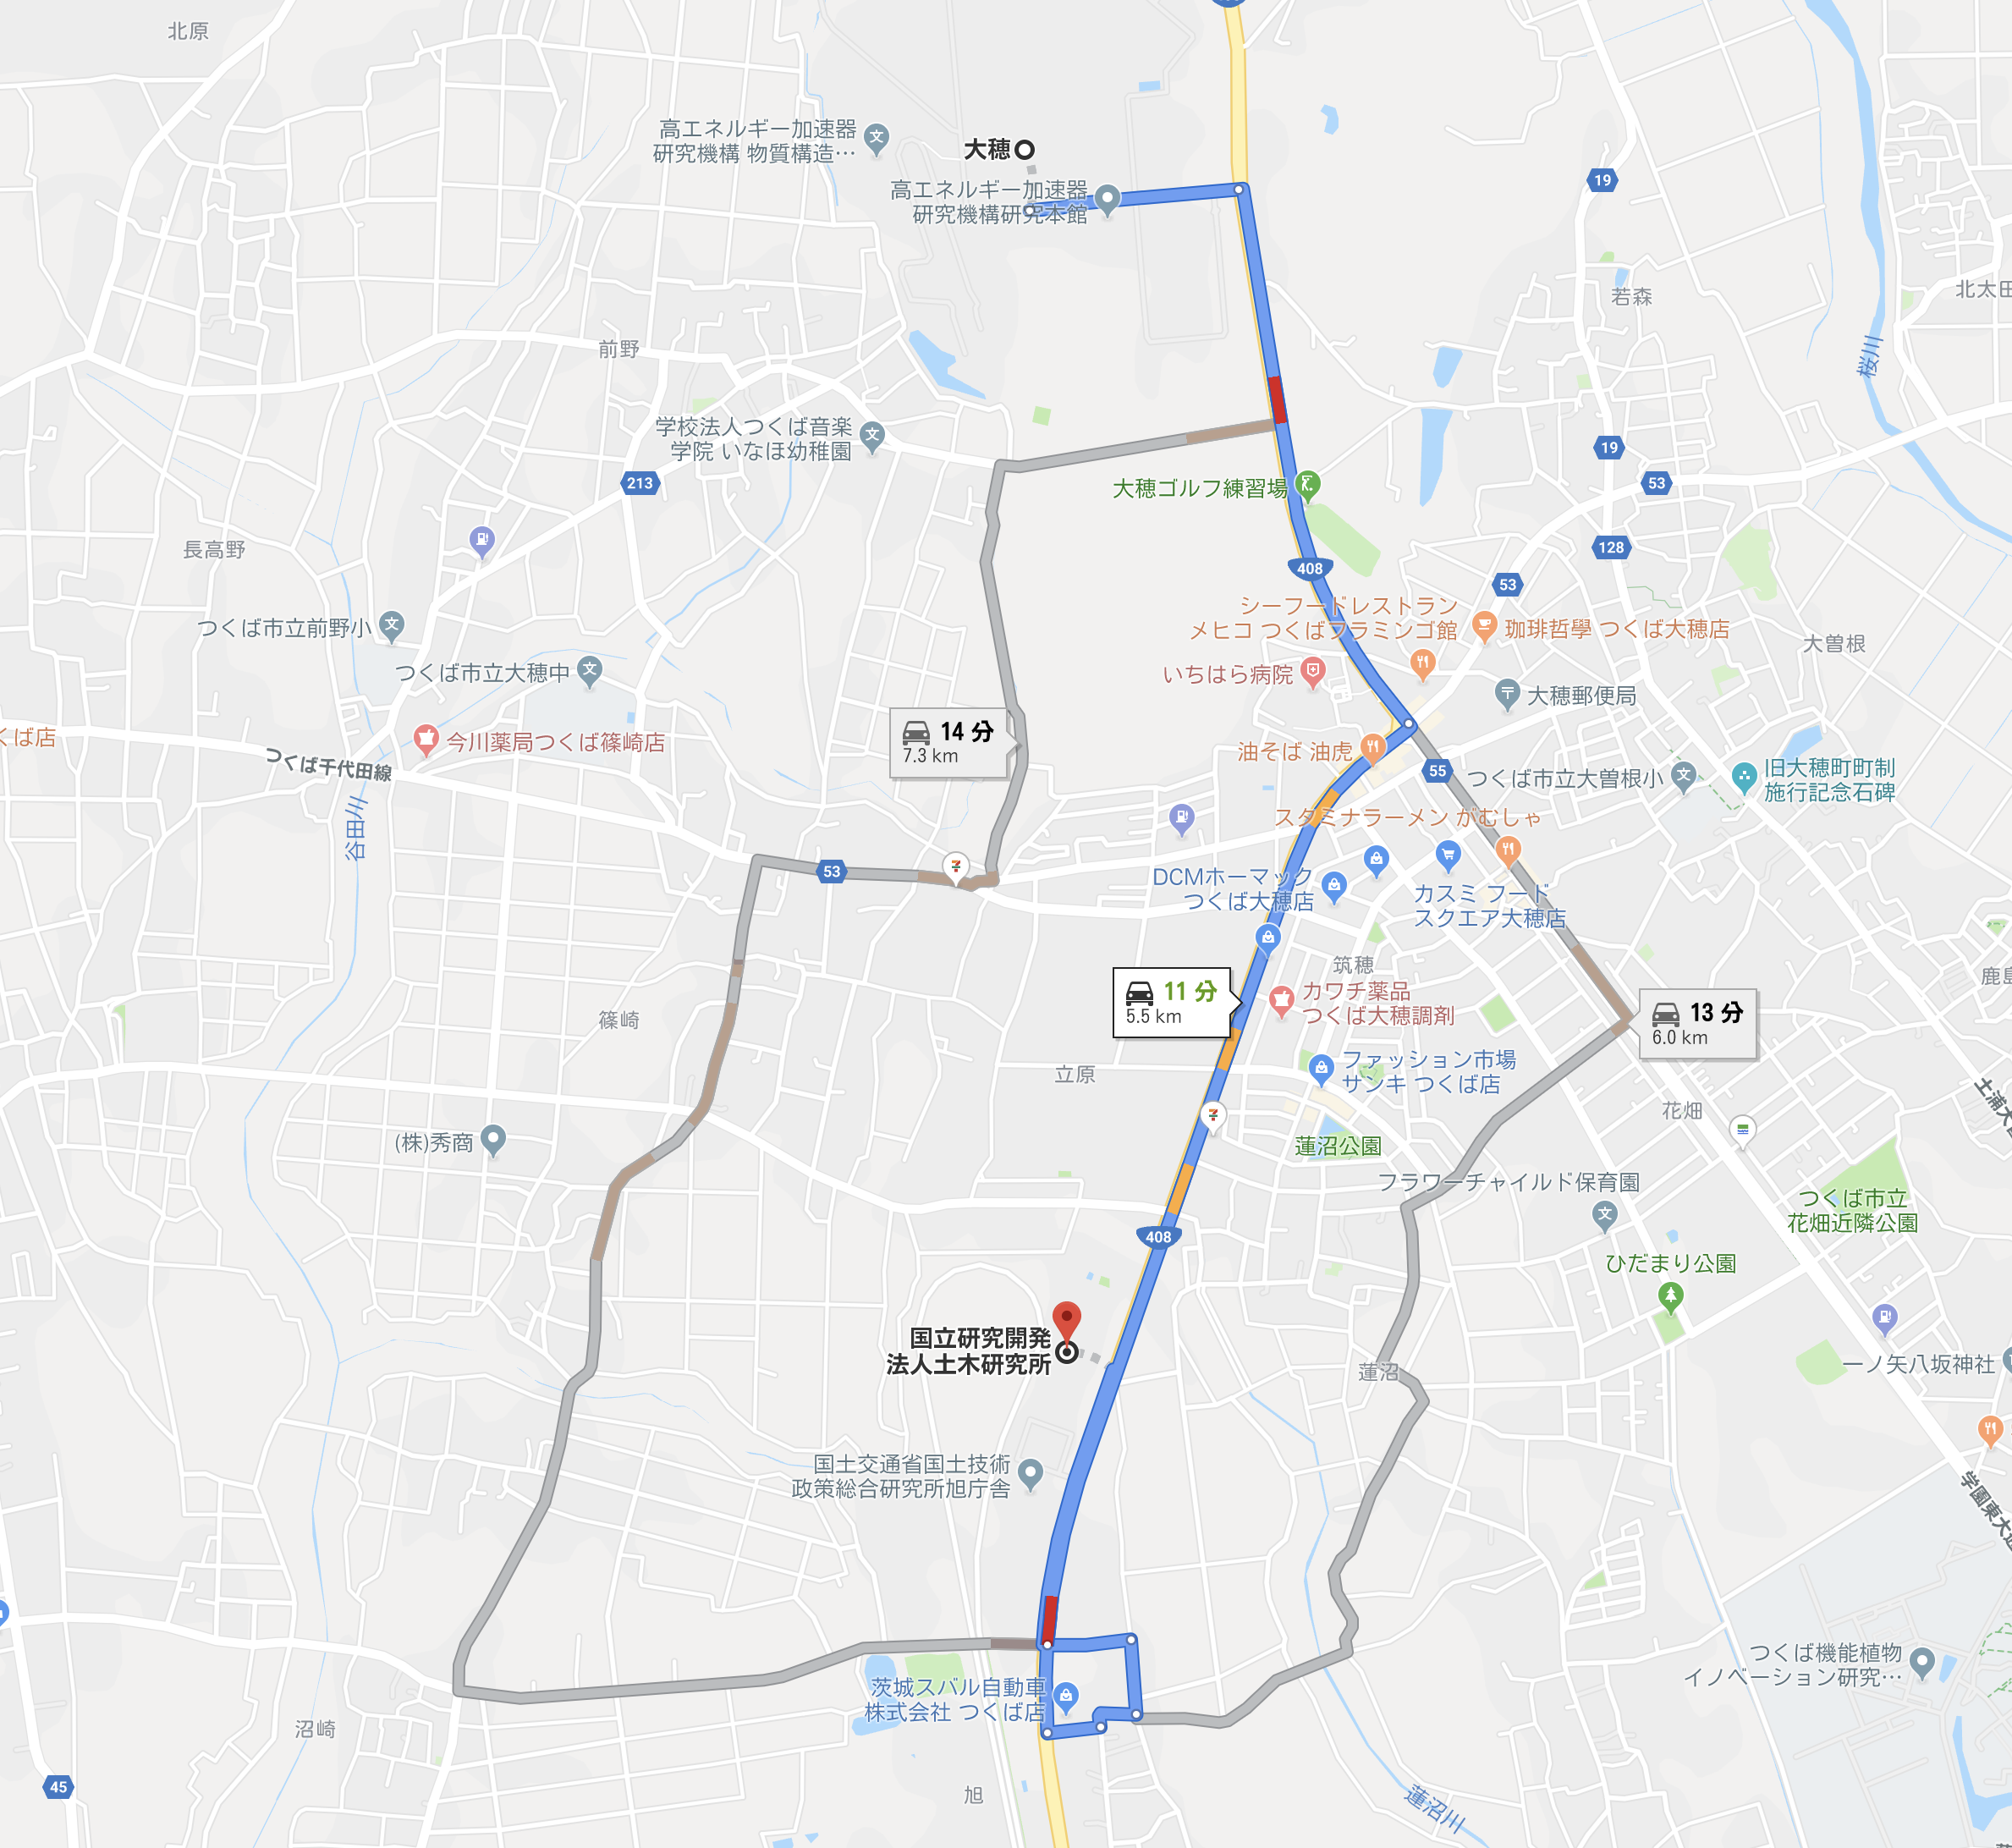 北原
高エネルギー加速器
研究機構 物質構造…
大穂
高エネルギー加速器
研究機構研究本館
19
若森
北太田
桜川
前野
学校法人つくば音楽
学院 いなほ幼稚園
19
213
53
大穂ゴルフ練習場
長高野
128
408
53
シーフードレストラン
メヒコ つくばフラミンゴ館
珈琲哲學 つくば大穂店
つくば市立前野小
大曽根
つくば市立大穂中
いちはら病院
大穂郵便局
くば店
今川薬局つくば篠崎店
14 分
7.3 km
油そば 油虎
つくば千代田線
55
つくば市立大曽根小
旧大穂町町制
施行記念石碑
谷田川
スタミナラーメン がむしゃ
53
DCMホーマック
つくば大穂店
カスミ フード
スクエア大穂店
筑穂
鹿島
11 分
5.5 km
カワチ薬品
つくば大穂調剤
13 分
6.0 km
篠崎
立原
ファッション市場
サンキ つくば店
花畑
土浦大
(株)秀商
蓮沼公園
フラワーチャイルド保育園
つくば市立
花畑近隣公園
408
ひだまり公園
国立研究開発
法人土木研究所
蓮沼
一ノ矢八坂神社
国土交通省国土技術
政策総合研究所旭庁舎
学園東大通
つくば機能植物
イノベーション研究…
茨城スバル自動車
株式会社 つくば店
沼崎
45
旭
蓮沼川